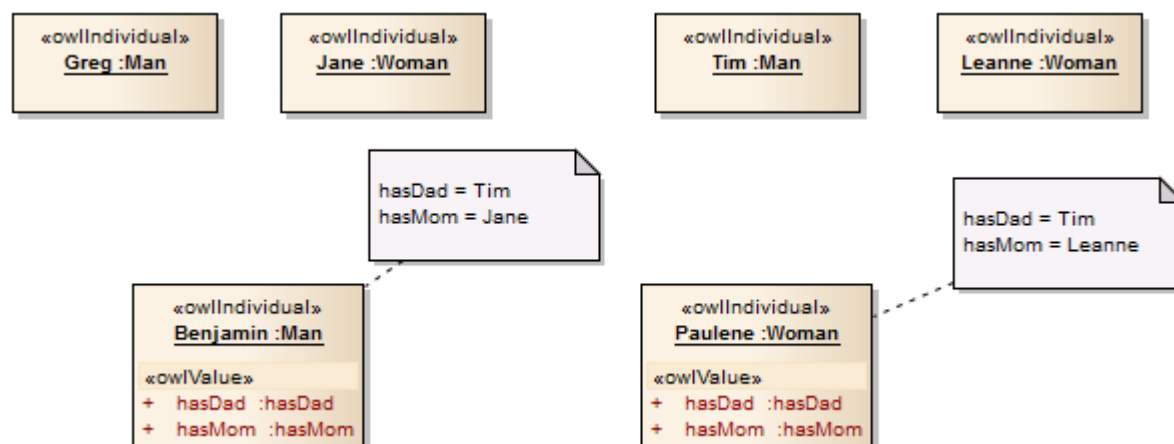 «owlIndividual»
Greg :Man
«owlIndividual»
Jane :Woman
«owlIndividual»
Tim :Man
«owlIndividual»
Leanne :Woman
hasDad = Tim
hasMom = Jane
hasDad = Tim
hasMom = Leanne
«owlIndividual»
Benjamin :Man
«owlValue»
+ hasDad :hasDad
+ hasMom :hasMom
«owlIndividual»
Paulene :Woman
«owlValue»
+ hasDad :hasDad
+ hasMom :hasMom